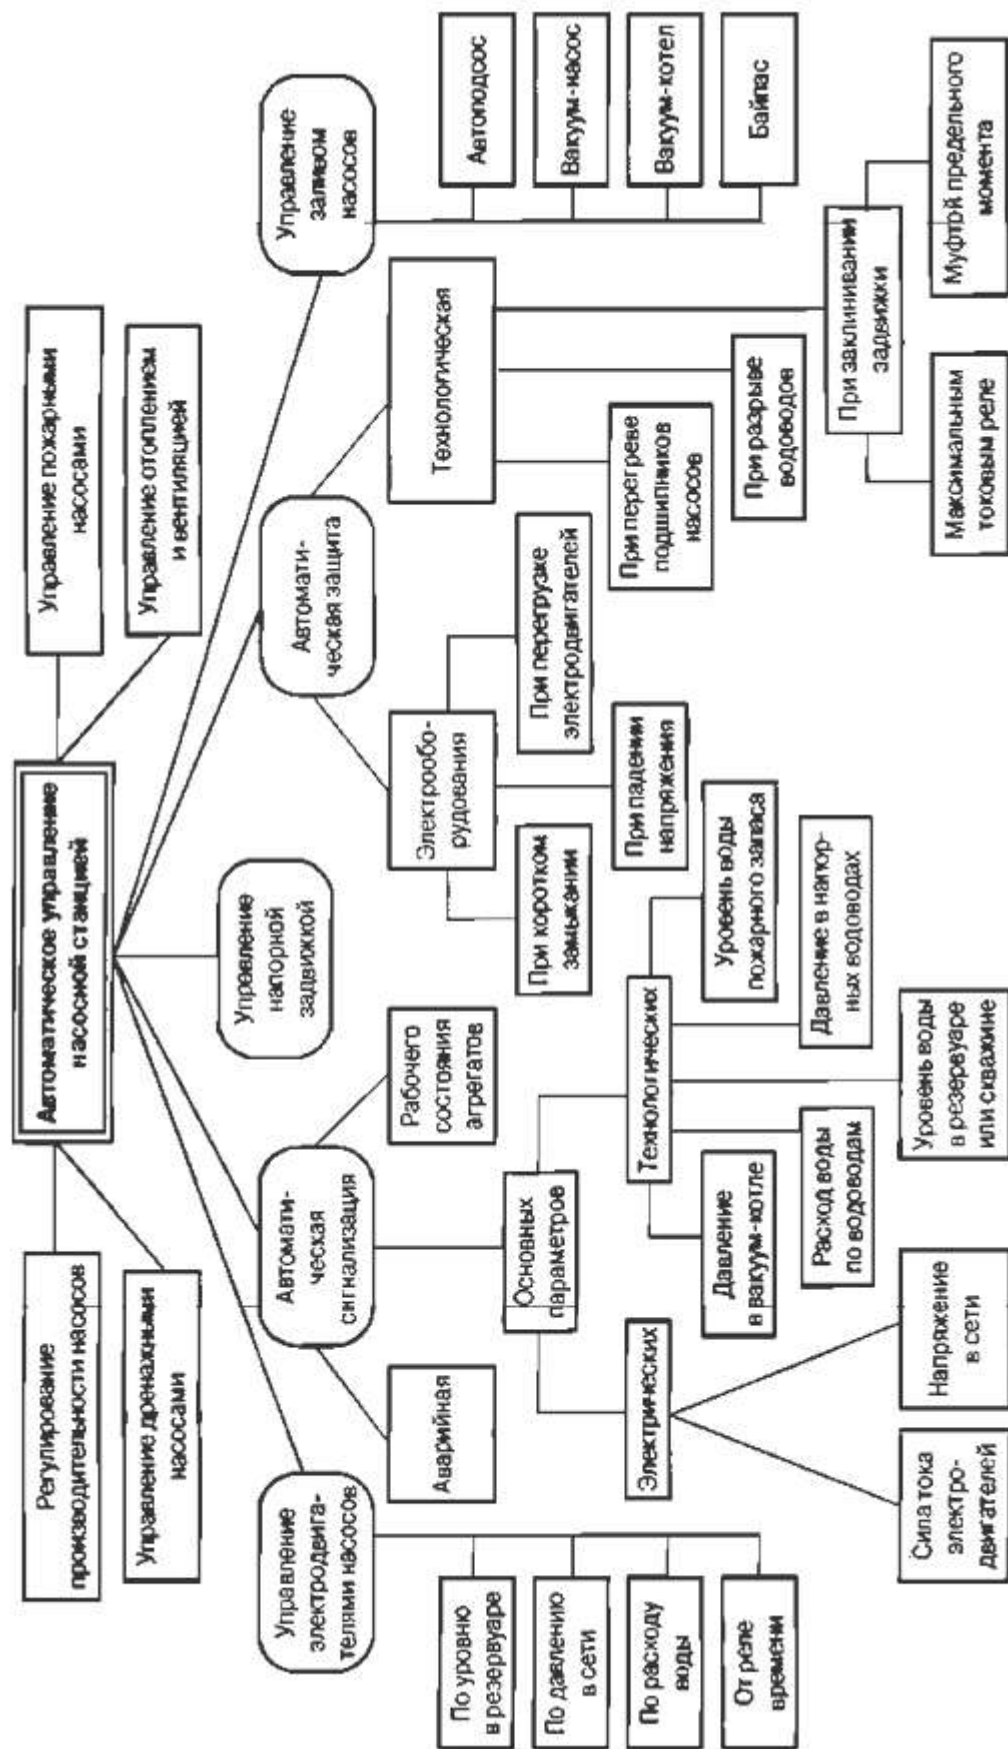 Регулирование
производительности насосов
Автоматическое управление
насосной станцией
Управление пожарными
насосами
Управление дренажными
насосами
Управление отоплением
и вентиляцией
Управление
электродвига-
телями насосов
Автомати-
ческая
сигнализация
Управление
напорной
задвижкой
Автомати-
ческая защита
Управление
заливом
насосов
По уровню
в резервуаре
По давлению
в сети
По расходу
воды
От реле
времени
Аварийная
Рабочего
состояния
агрегатов
Основных
параметров
Электрических
Технологических
Сила тока
электро-
двигателей
Напряжение
в сети
Давление
в вакуум-котле
Расход воды
по водоводам
Уровень воды
в резервуаре
или скважине
Давление в напор-
ных водоводах
Уровень воды
пожарного запаса
Электрообо-
рудования
При коротком
замыкании
При падении
напряжения
При перегрузке
электродвигателей
Технологическая
При перегреве
подшипников
насосов
При разрыве
водоводов
При заклинивании
задвижки
Максимальным
токовым реле
Муфтой предельного
момента
Автоподсос
Вакуум-насос
Вакуум-котел
Байпас